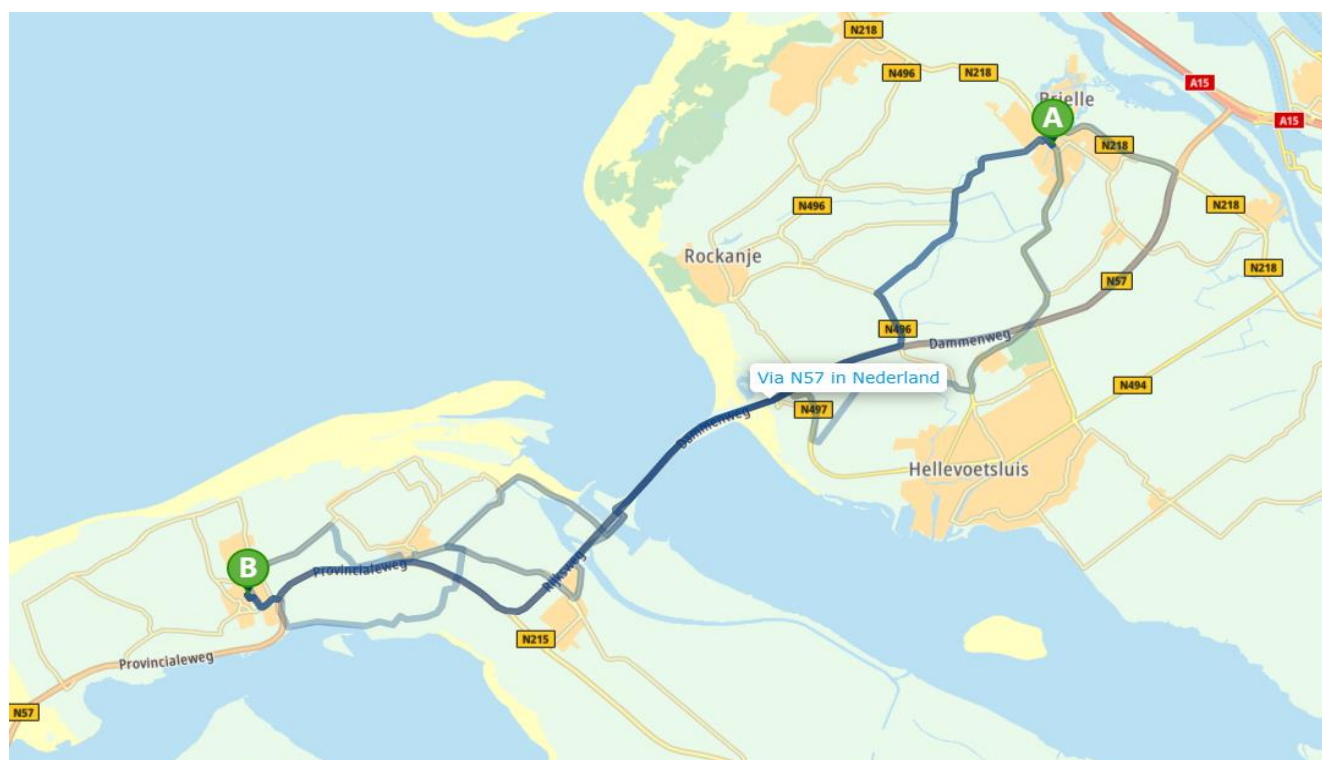 N218
A15
N496
N218
Brielle
A
A15
N218
N496
N218
Rockanje
N218
N57
N496
Dammenweg
Via N57 in Nederland
N494
N497
Dammenweg
Hellevoetsluis
B
Provincialeweg
Rijksweg
N215
Provincialeweg
N57